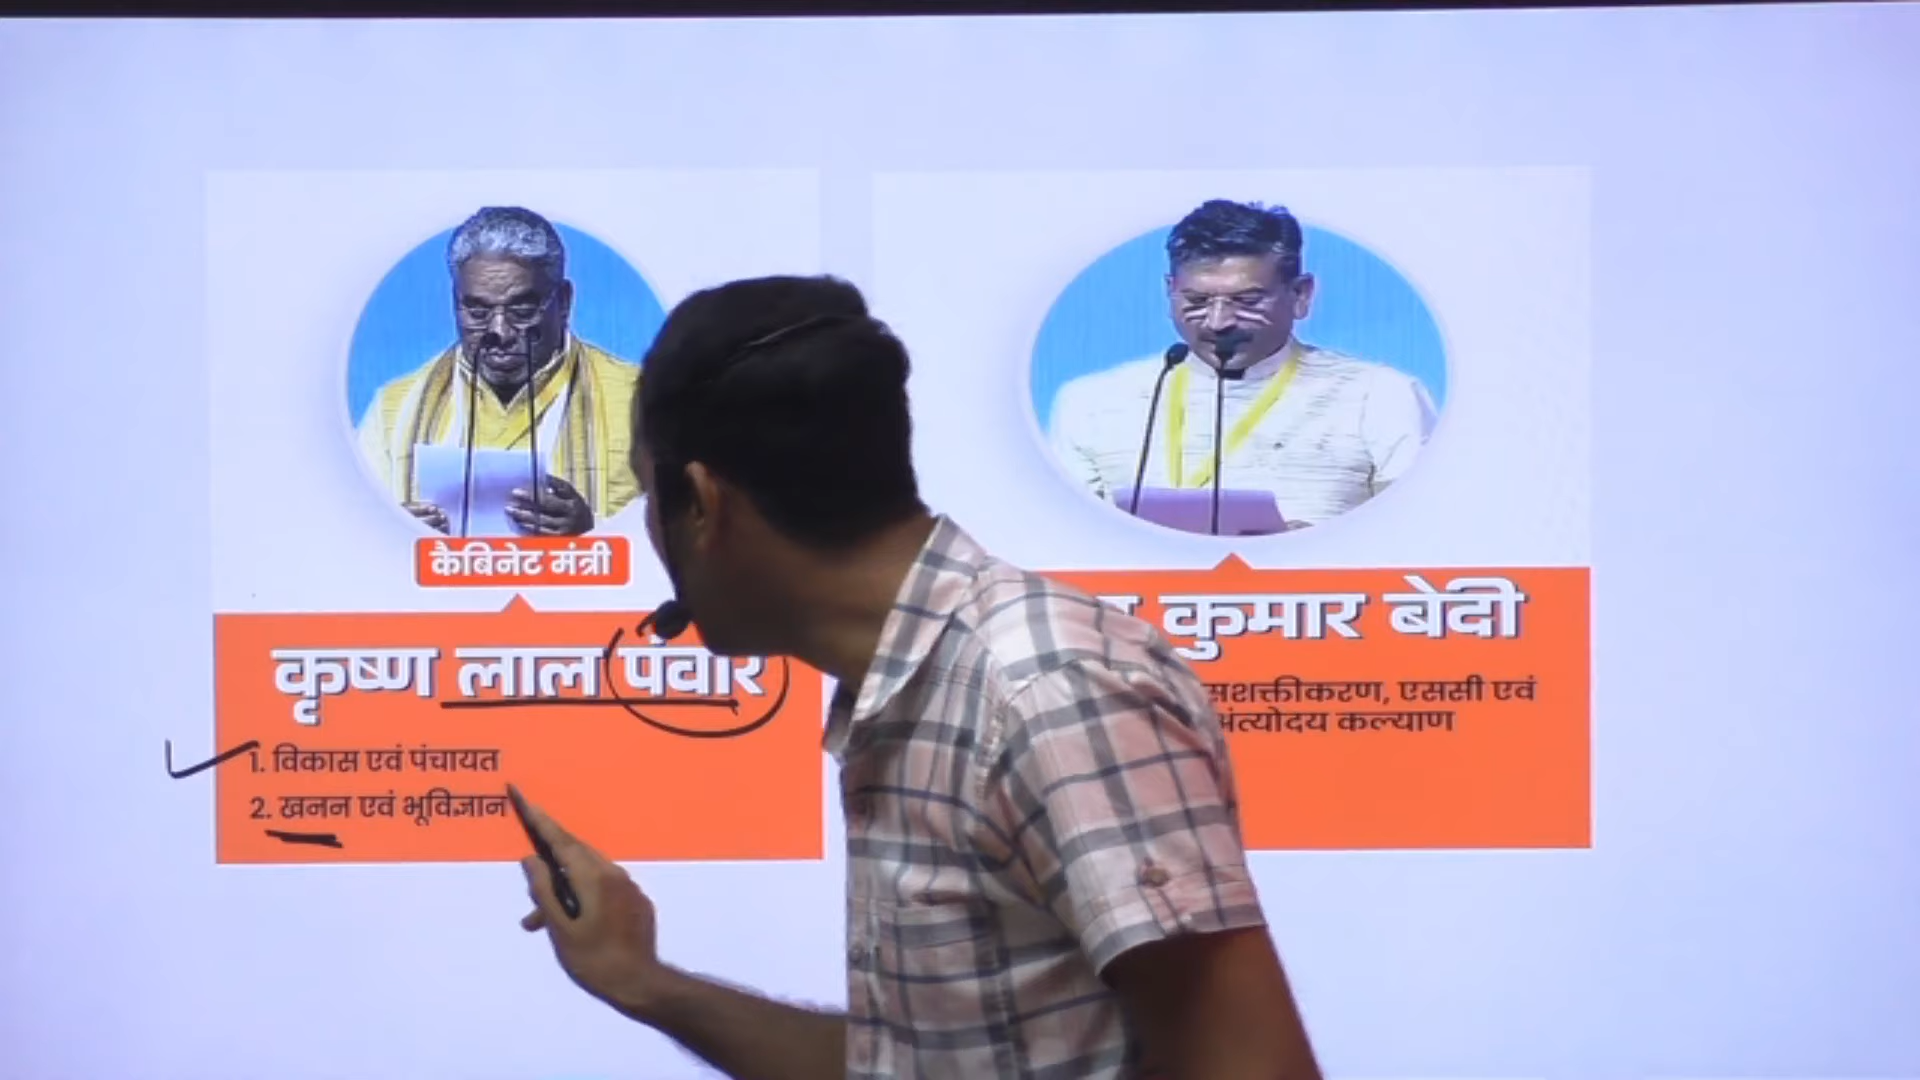 कैबिनेट मंत्री
कृष्ण लाल पंवार
1. विकास एवं पंचायत
2. खनन एवं भूविज्ञान
कुमार बेदी
सशक्तीकरण, एससी एवं
अंत्योदय कल्याण